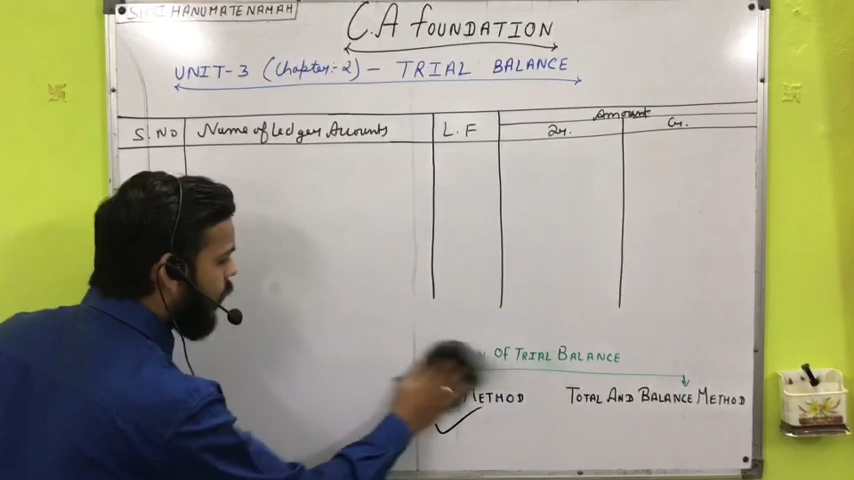 SHRI HANUMATE NAMAH
C.A FOUNDATION
UNIT-3 (Chapter:-2) - TRIAL BALANCE
S.NO Name of Ledger Accounts L.F Amount
Dr. Cr.
OF TRIAL BALANCE
METHOD TOTAL AND BALANCE METHOD